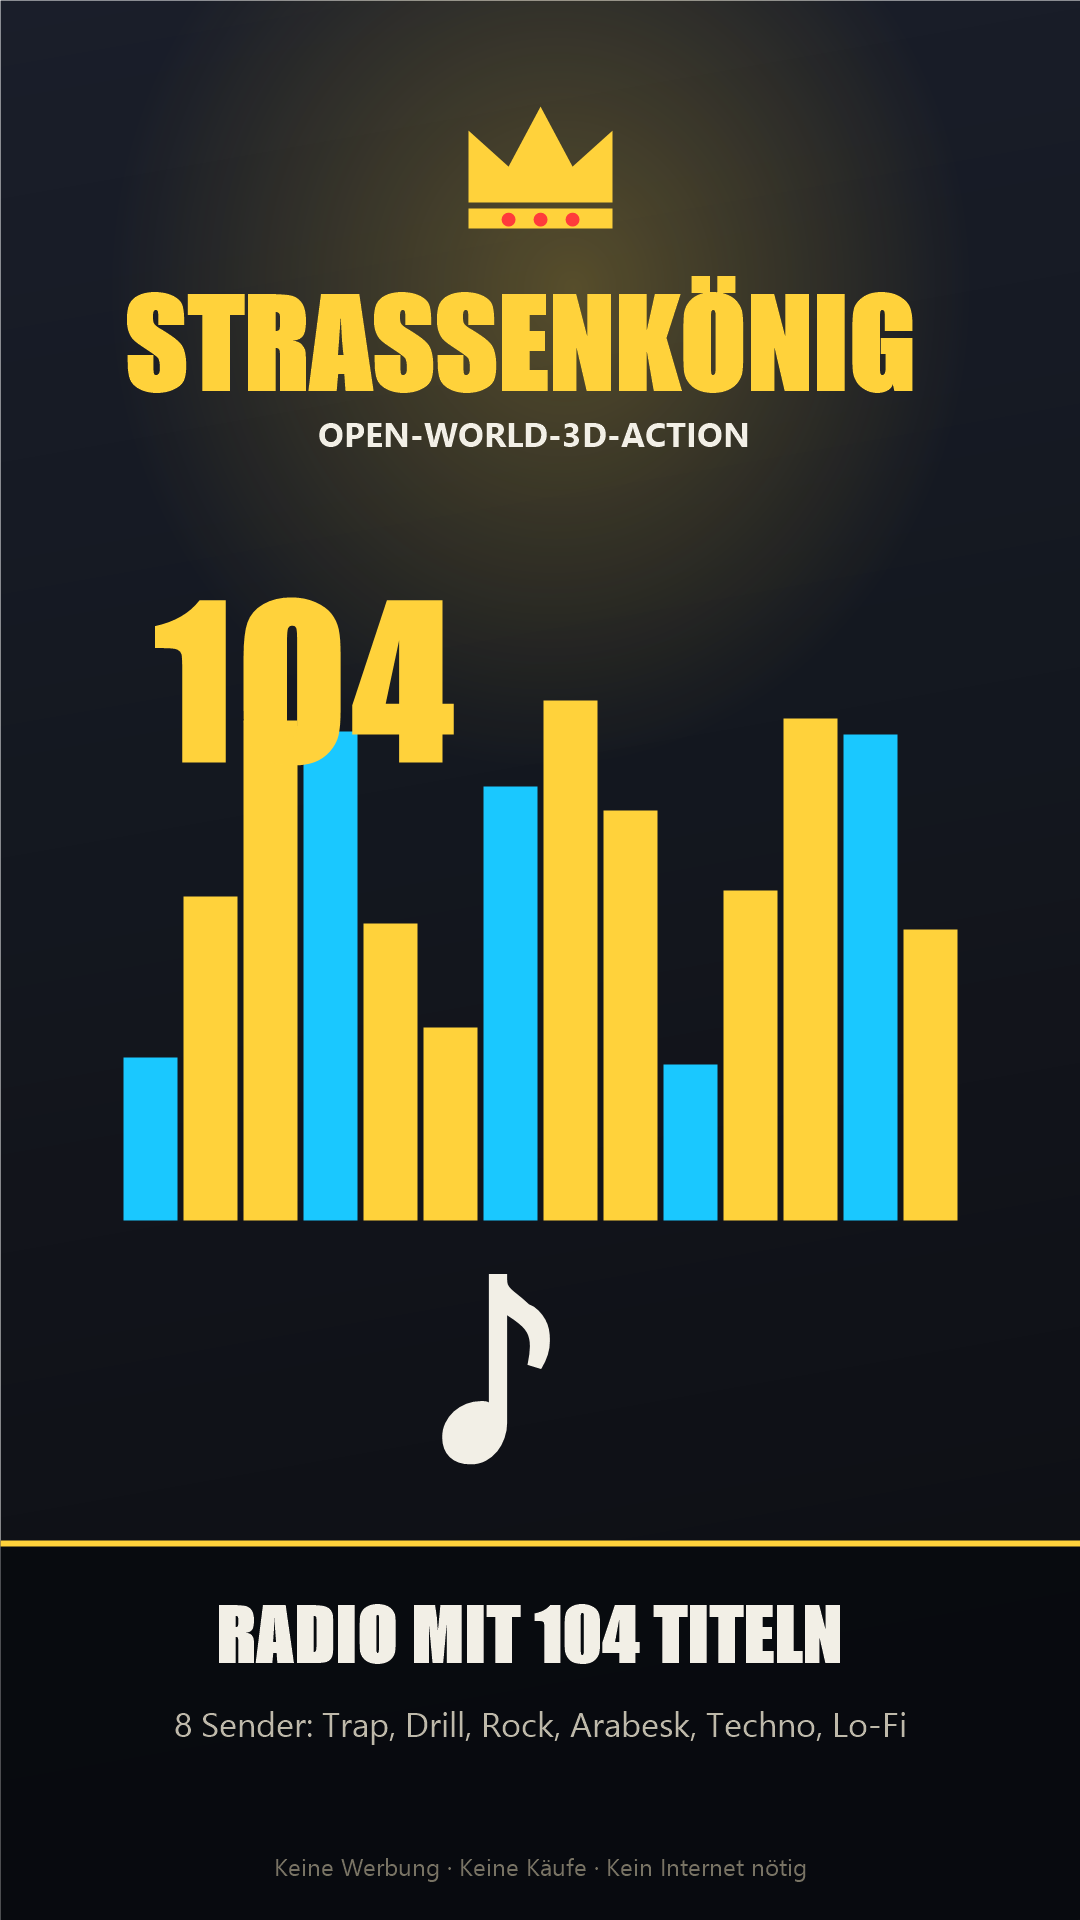 STRASSENKÖNIG
OPEN-WORLD-3D-ACTION
104
RADIO MIT 104 TITELN
8 Sender: Trap, Drill, Rock, Arabesk, Techno, Lo-Fi
Keine Werbung · Keine Käufe · Kein Internet nötig